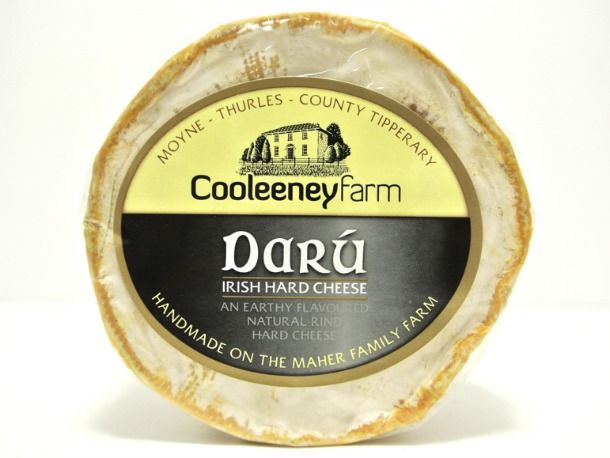 MOYNE - THURLES - COUNTY TIPPERARY
Cooleeneyfarm
DARÚ
IRISH HARD CHEESE
AN EARTHY FLAVOURED
NATURAL RIND
HARD CHEESE
HANDMADE ON THE MAHER FAMILY FARM